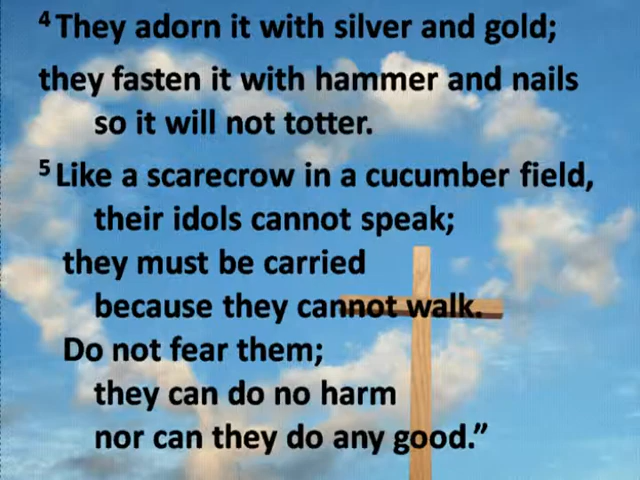 4 They adorn it with silver and gold;
they fasten it with hammer and nails
so it will not totter.
5 Like a scarecrow in a cucumber field,
their idols cannot speak;
they must be carried
because they cannot walk.
Do not fear them;
they can do no harm
nor can they do any good.”